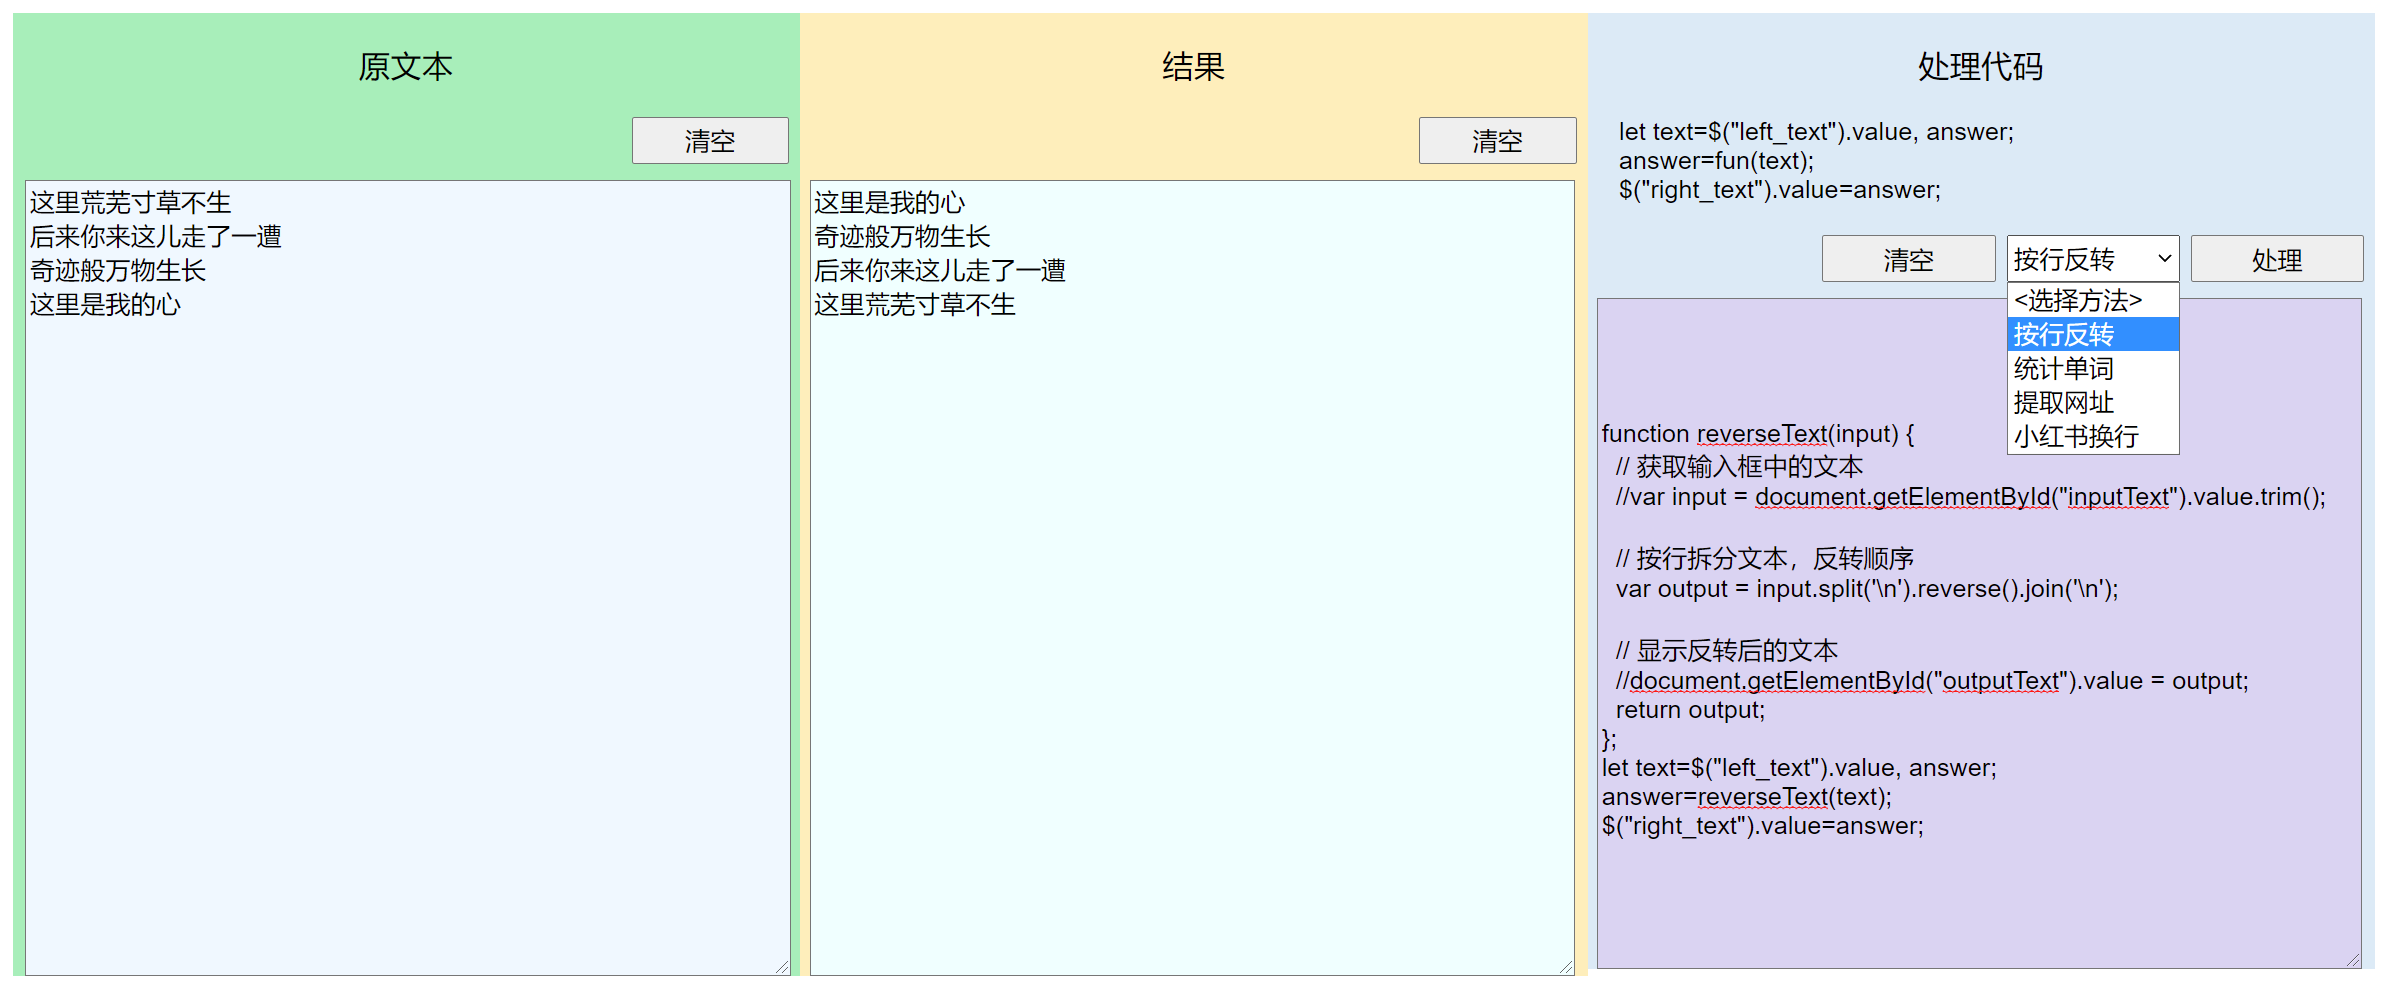 原文本
清空
这里荒芜寸草不生
后来你来这儿走了一遭
奇迹般万物生长
这里是我的心
结果
清空
这里是我的心
奇迹般万物生长
后来你来这儿走了一遭
这里荒芜寸草不生
处理代码
let text=$("left_text").value, answer;
answer=fun(text);
$("right_text").value=answer;
清空
按行反转
处理
<选择方法>
按行反转
统计单词
提取网址
小红书换行
function reverseText(input) {
// 获取输入框中的文本
//var input = document.getElementById("inputText").value.trim();
// 按行拆分文本，反转顺序
var output = input.split('\n').reverse().join('\n');
// 显示反转后的文本
//document.getElementById("outputText").value = output;
return output;
};
let text=$("left_text").value, answer;
answer=reverseText(text);
$("right_text").value=answer;